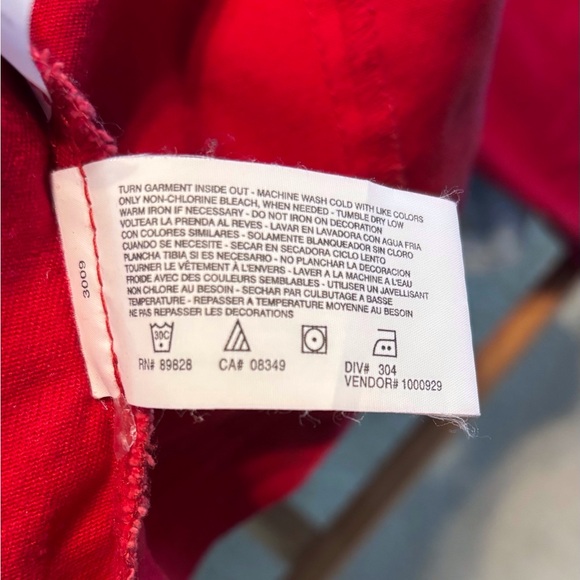 TURN GARMENT INSIDE OUT - MACHINE WASH COLD WITH LIKE COLORS
ONLY NON-CHLORINE BLEACH, WHEN NEEDED - TUMBLE DRY LOW
WARM IRON IF NECESSARY - DO NOT IRON ON DECORATION
VOLTEAR LA PRENDA AL REVES - LAVAR EN LAVADORA CON AGUA FRIA
CON COLORES SIMILARES - SOLAMENTE BLANQUEADOR SIN CLORO
CUANDO SE NECESITE - SECAR EN SECADORA CICLO LENTO
PLANCHA TIBIA SI ES NECESARIO - NO PLANCHAR LA DECORACION
TOURNER LE VÊTEMENT À L'ENVERS - LAVER A LA MACHINE A L'EAU
FROIDE AVEC DES COULEURS SEMBLABLES - UTILISER UN JAVELLISANT
NON CHLORE AU BESOIN - SECHAR PAR CULBUTAGE A BASSE
TEMPERATURE - REPASSER A TEMPERATURE MOYENNE AU BESOIN
NE PAS REPASSER LES DECORATIONS
30C
RN# 89828 CA# 08349 DIV# 304
VENDOR# 1000929
3009